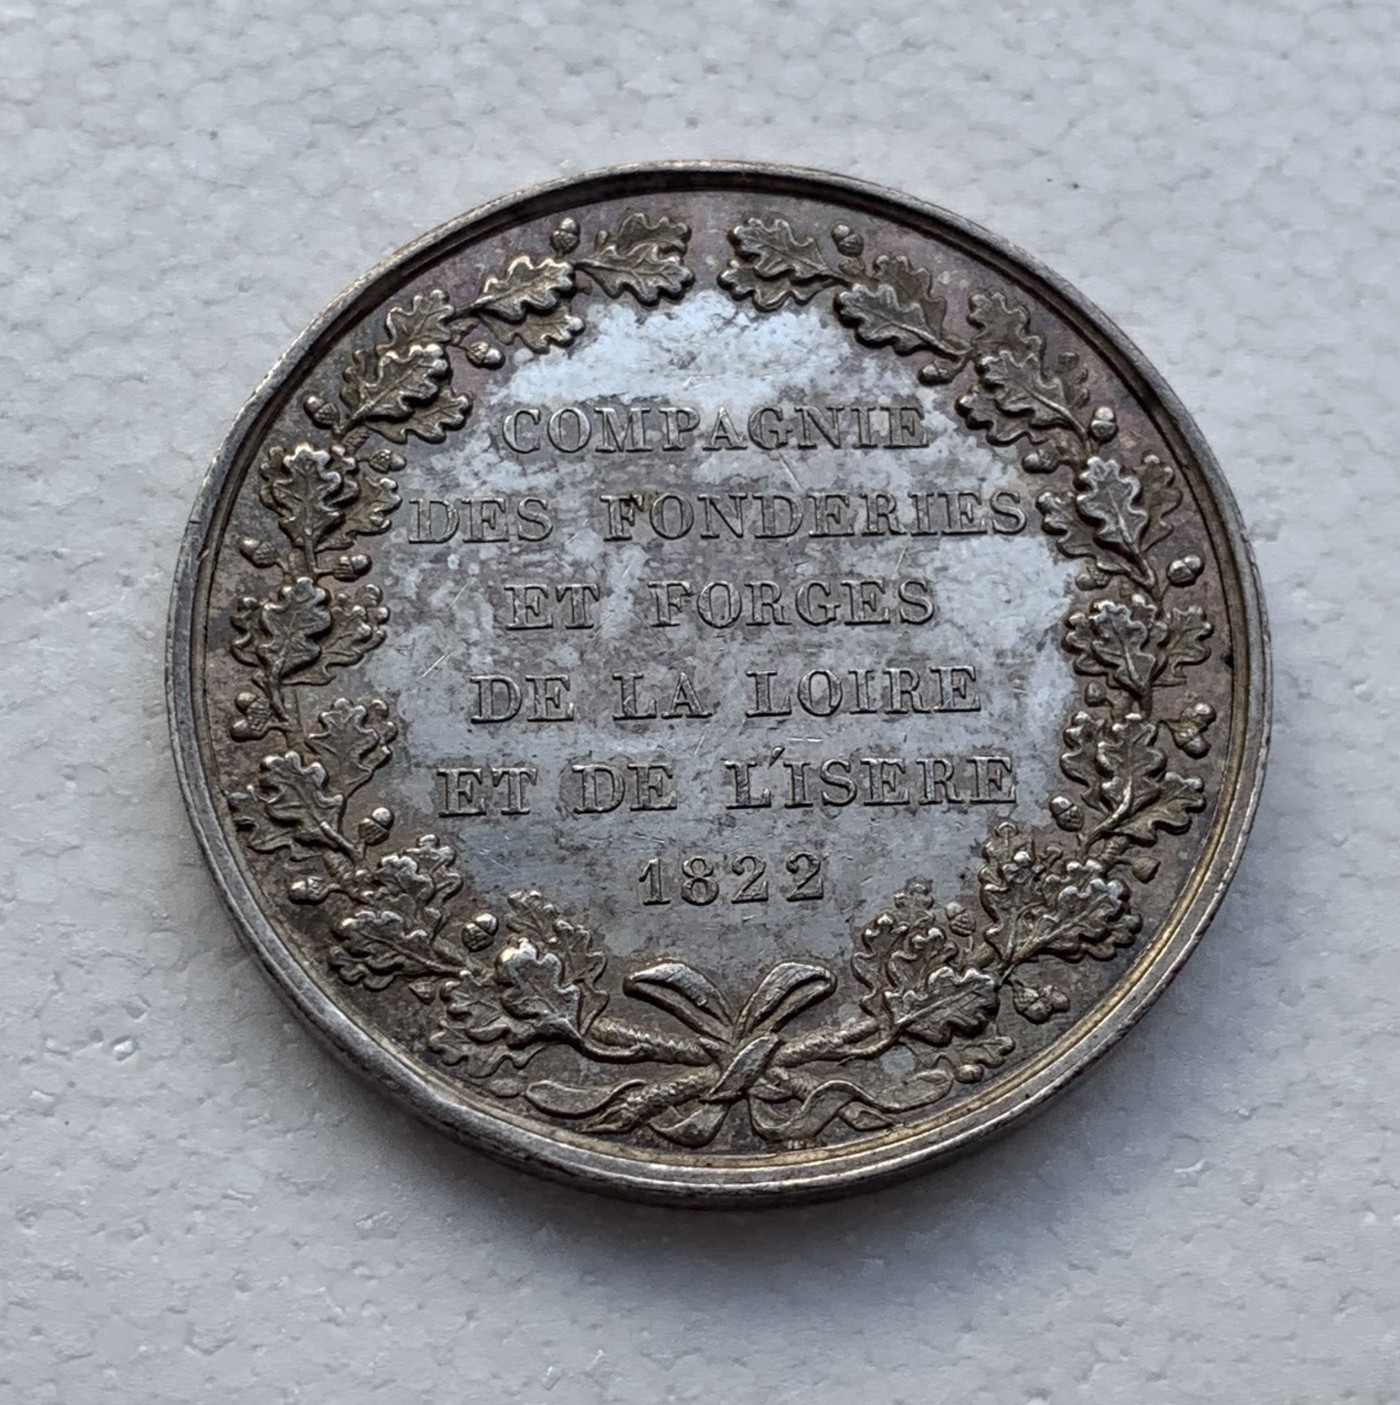 COMPAGNIE
DES FONDERIES
ET FORGES
DE LA LOIRE
ET DE L'ISERE
1822